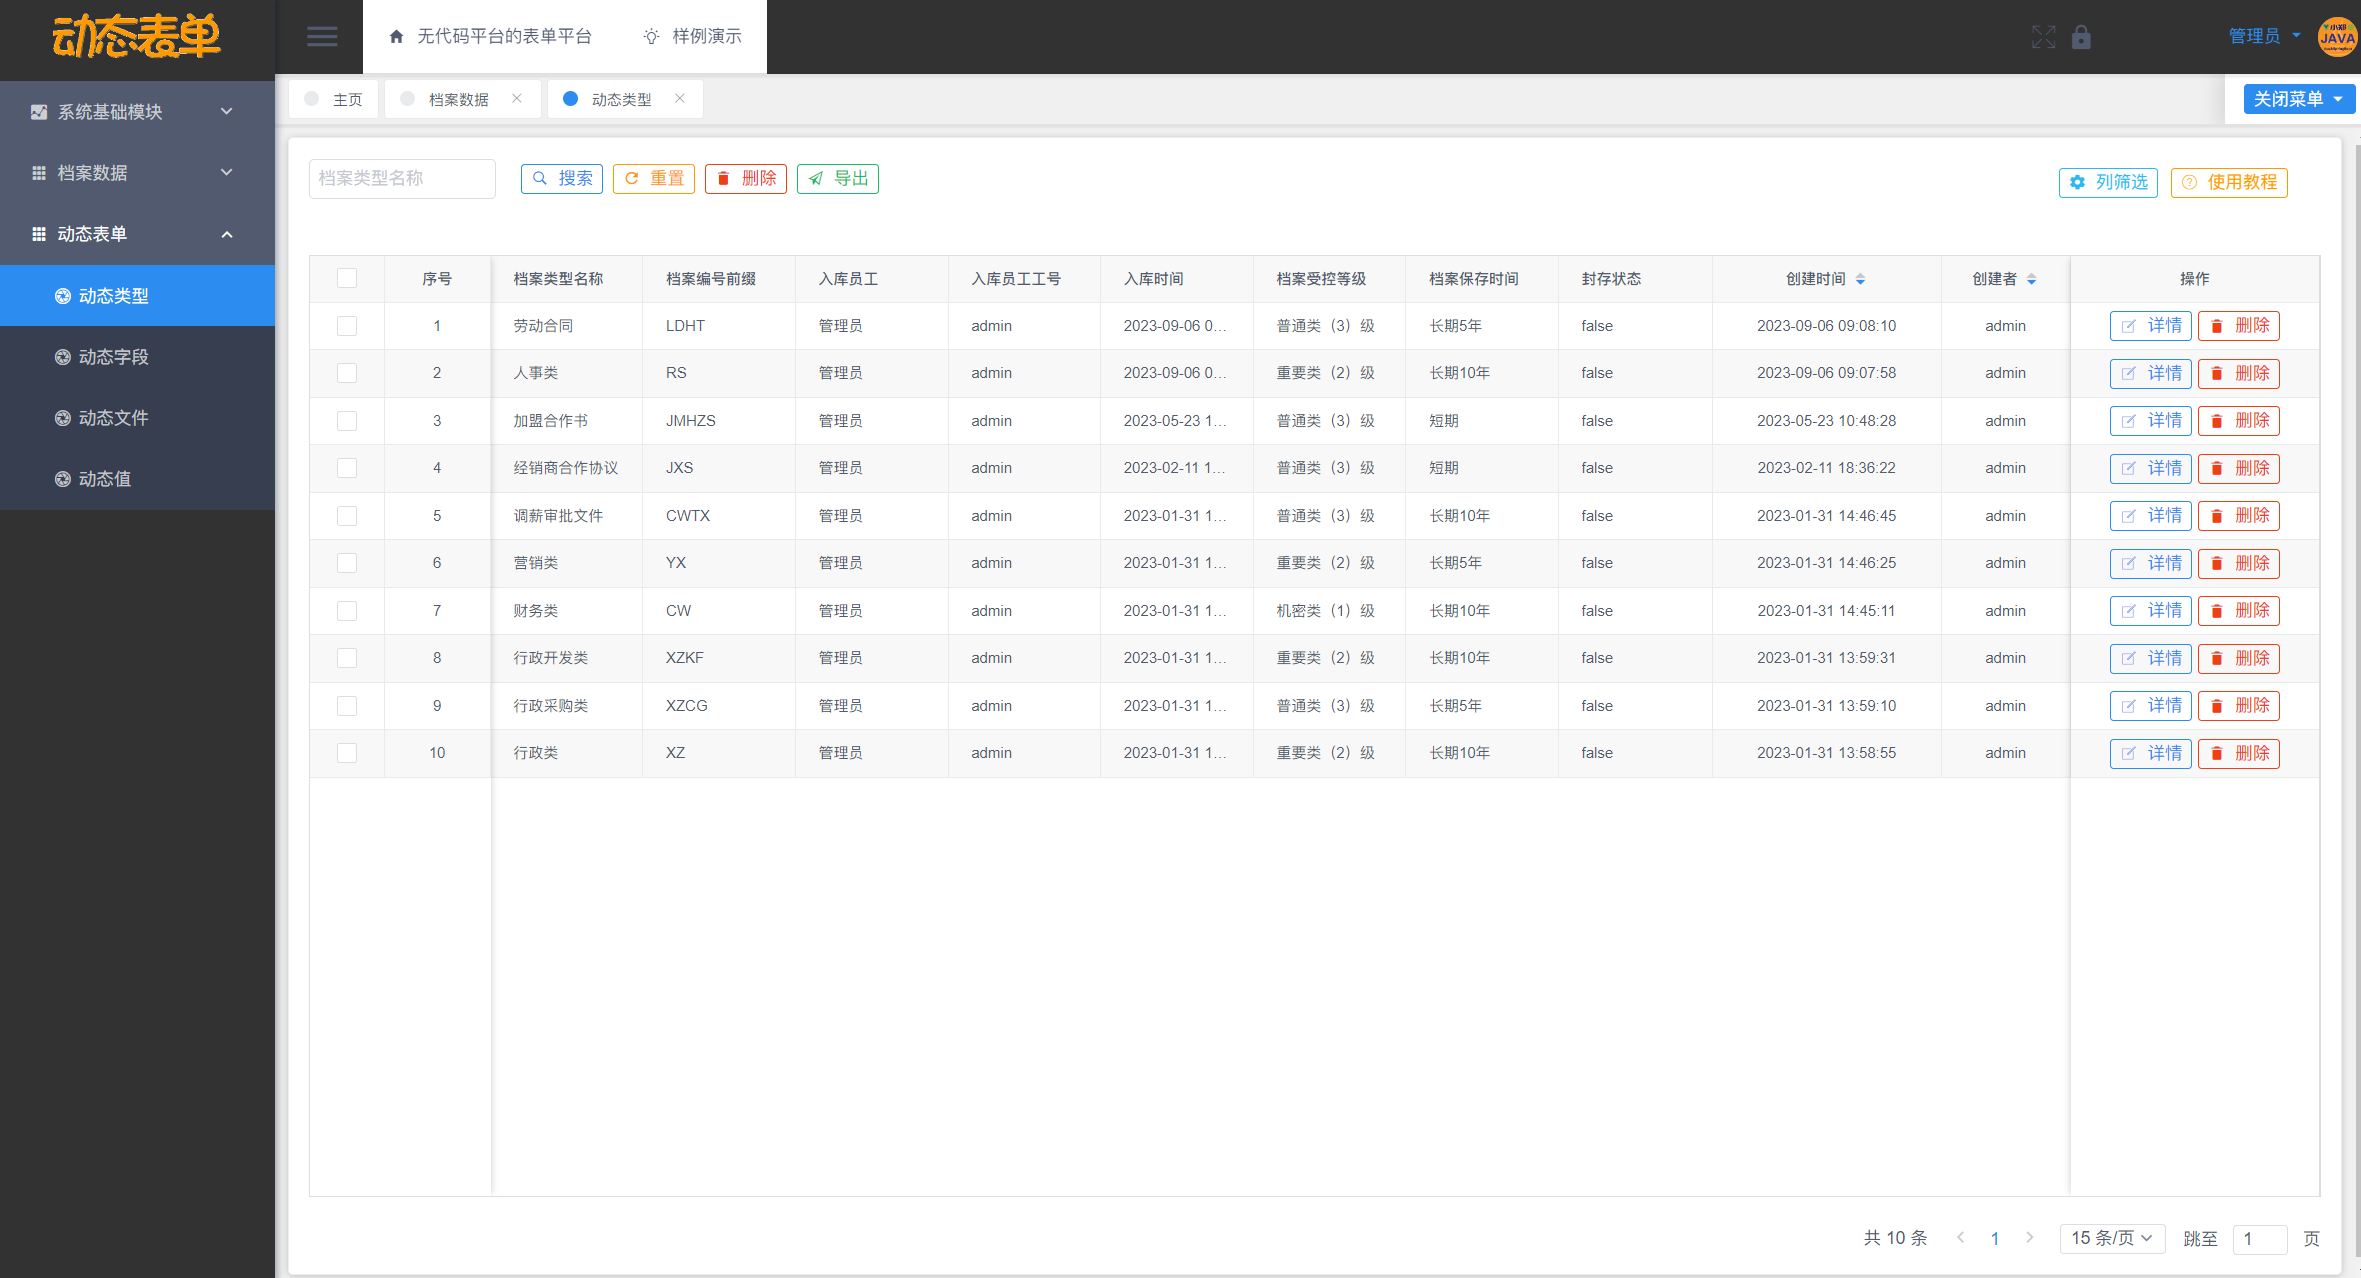 动态表单
无代码平台的表单平台 样例演示 管理员
小郑
JAVA
系统基础模块
档案数据
动态表单
动态类型
动态字段
动态文件
动态值
主页 档案数据 动态类型 关闭菜单
档案类型名称 搜索 重置 删除 导出 列筛选 使用教程
序号 档案类型名称 档案编号前缀 入库员工 入库员工工号 入库时间 档案受控等级 档案保存时间 封存状态 创建时间 创建者 操作
1 劳动合同 LDHT 管理员 admin 2023-09-06 0... 普通类（3）级 长期5年 false 2023-09-06 09:08:10 admin 详情 删除
2 人事类 RS 管理员 admin 2023-09-06 0... 重要类（2）级 长期10年 false 2023-09-06 09:07:58 admin 详情 删除
3 加盟合作书 JMHZS 管理员 admin 2023-05-23 1... 普通类（3）级 短期 false 2023-05-23 10:48:28 admin 详情 删除
4 经销商合作协议 JXS 管理员 admin 2023-02-11 1... 普通类（3）级 短期 false 2023-02-11 18:36:22 admin 详情 删除
5 调薪审批文件 CWTX 管理员 admin 2023-01-31 1... 普通类（3）级 长期10年 false 2023-01-31 14:46:45 admin 详情 删除
6 营销类 YX 管理员 admin 2023-01-31 1... 重要类（2）级 长期5年 false 2023-01-31 14:46:25 admin 详情 删除
7 财务类 CW 管理员 admin 2023-01-31 1... 机密类（1）级 长期10年 false 2023-01-31 14:45:11 admin 详情 删除
8 行政开发类 XZKF 管理员 admin 2023-01-31 1... 重要类（2）级 长期10年 false 2023-01-31 13:59:31 admin 详情 删除
9 行政采购类 XZCG 管理员 admin 2023-01-31 1... 普通类（3）级 长期5年 false 2023-01-31 13:59:10 admin 详情 删除
10 行政类 XZ 管理员 admin 2023-01-31 1... 重要类（2）级 长期10年 false 2023-01-31 13:58:55 admin 详情 删除
共 10 条 1 15 条/页 跳至 1 页